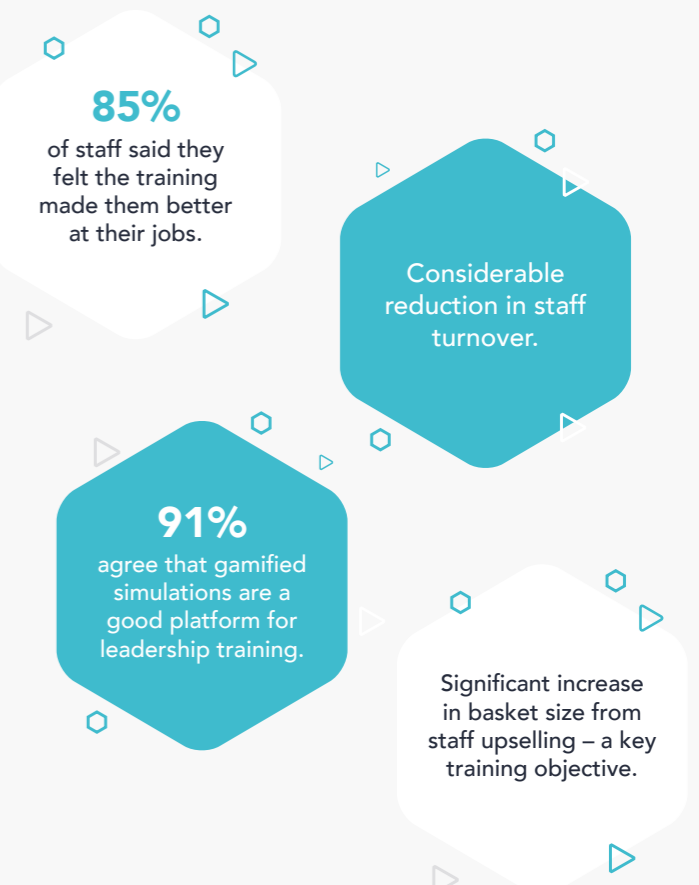 85%
of staff said they
felt the training
made them better
at their jobs.
Considerable
reduction in staff
turnover.
91%
agree that gamified
simulations are a
good platform for
leadership training.
Significant increase
in basket size from
staff upselling – a key
training objective.